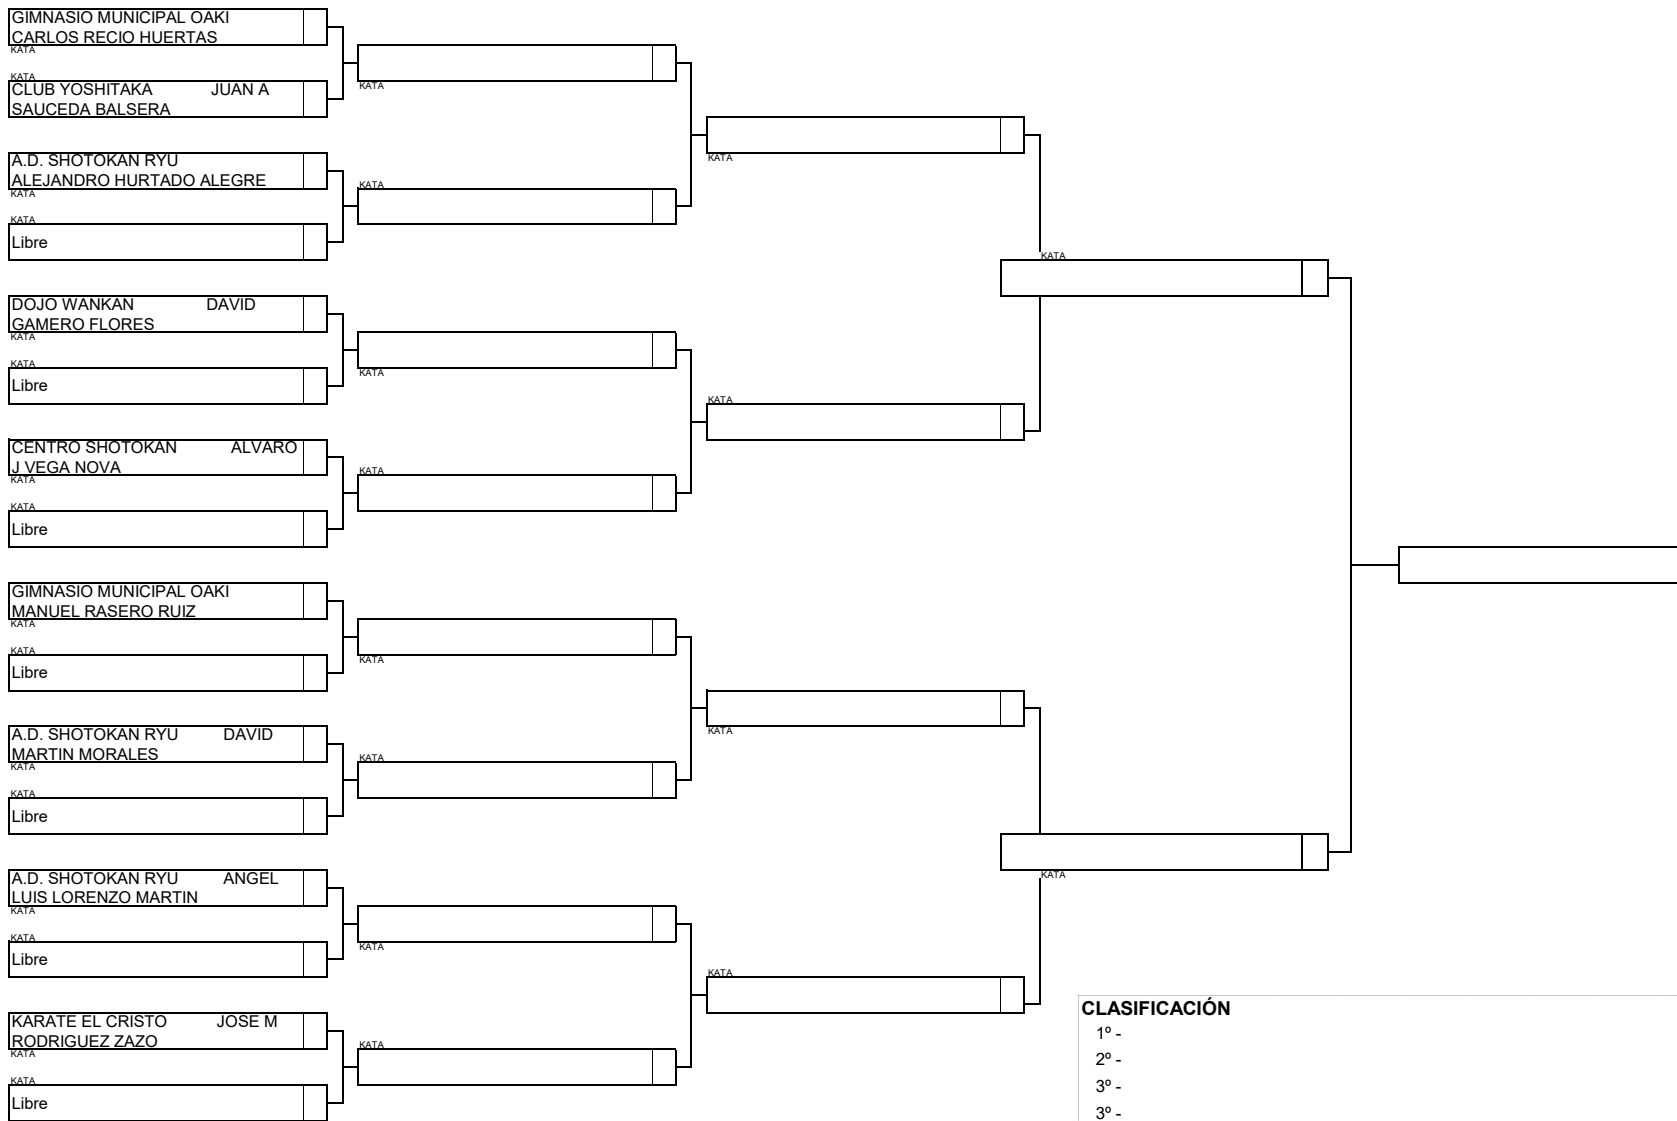 GIMNASIO MUNICIPAL OAKI
CARLOS RECIO HUERTAS
KATA
KATA
CLUB YOSHITAKA JUAN A
SAUCEDA BALSERA
A.D. SHOTOKAN RYU
ALEJANDRO HURTADO ALEGRE
KATA
KATA
Libre
DOJO WANKAN DAVID
GAMERO FLORES
KATA
KATA
Libre
CENTRO SHOTOKAN ALVARO
J VEGA NOVA
KATA
KATA
Libre
GIMNASIO MUNICIPAL OAKI
MANUEL RASERO RUIZ
KATA
KATA
Libre
A.D. SHOTOKAN RYU DAVID
MARTIN MORALES
KATA
KATA
Libre
A.D. SHOTOKAN RYU ANGEL
LUIS LORENZO MARTIN
KATA
KATA
Libre
KARATE EL CRISTO JOSE M
RODRIGUEZ ZAZO
KATA
KATA
Libre
KATA
KATA
KATA
KATA
KATA
KATA
KATA
KATA
KATA
KATA
KATA
KATA
KATA
KATA
CLASIFICACIÓN
1º -
2º -
3º -
3º -